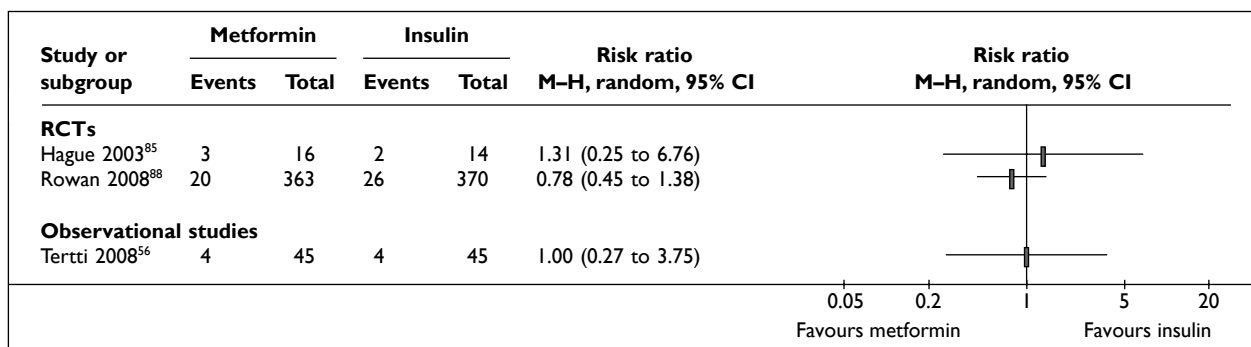 Metformin Insulin Risk ratio Risk ratio
Study or subgroup Events Total Events Total M–H, random, 95% CI M–H, random, 95% CI
RCTs
Hague 2003⁸⁵ 3 16 2 14 1.31 (0.25 to 6.76)
Rowan 2008⁸⁸ 20 363 26 370 0.78 (0.45 to 1.38)
Observational studies
Tertti 2008⁵⁶ 4 45 4 45 1.00 (0.27 to 3.75)
0.05 0.2 1 5 20
Favours metformin Favours insulin